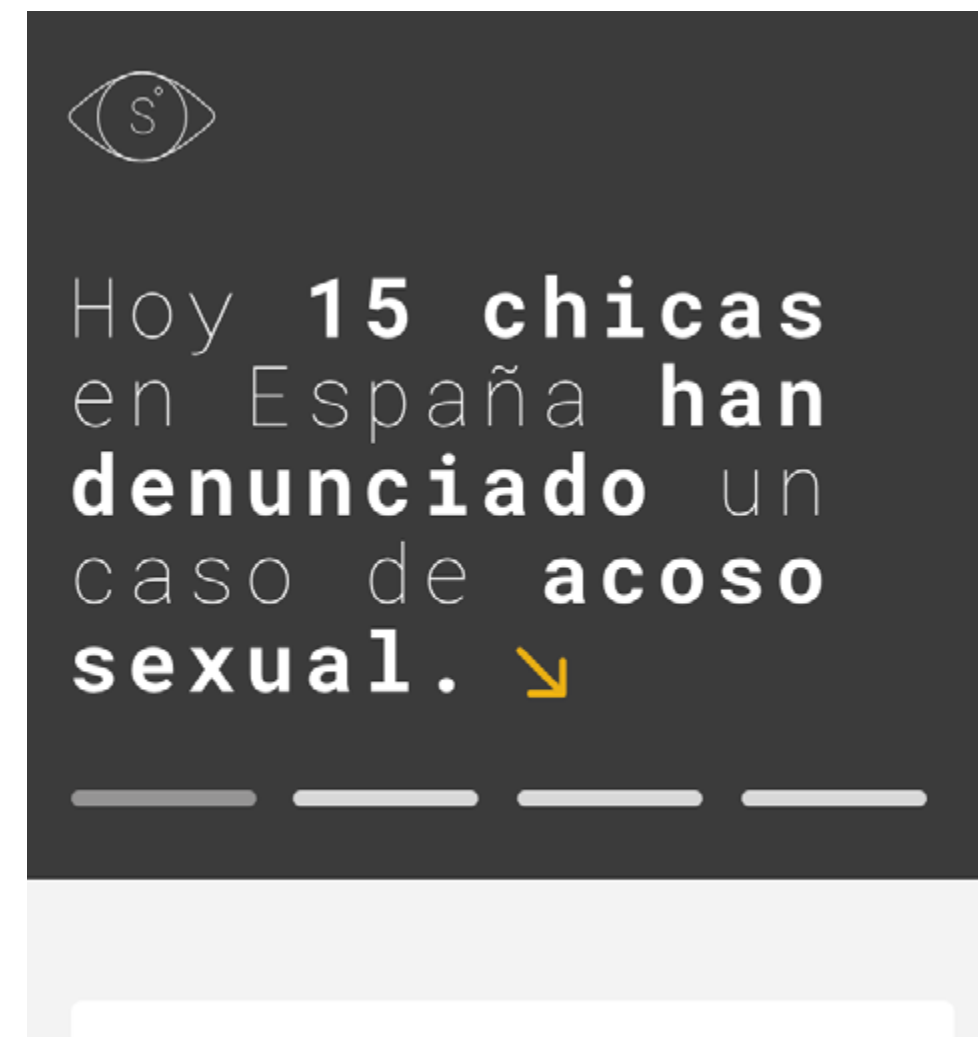 S°
Hoy 15 chicas
en España han
denunciado un
caso de acoso
sexual.